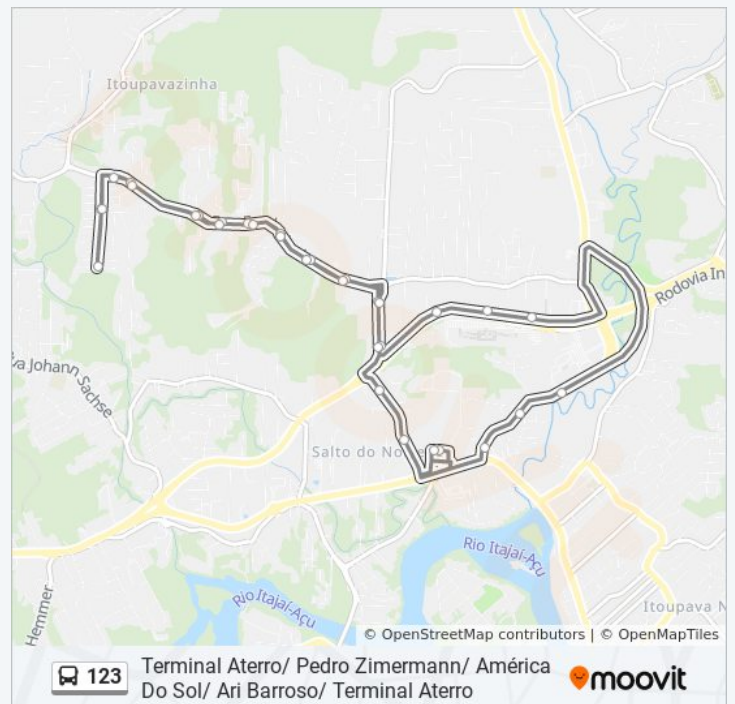 Itoupavazinha
Rodovia In
va Johann Sachse
Salto do Norte
Rio Itajaí-Açu
Rio Itajaí-Açu
Hemmer
Itoupava N
© OpenStreetMap contributors | © OpenMapTiles
123
Terminal Aterro/ Pedro Zimermann/ América
Do Sol/ Ari Barroso/ Terminal Aterro
moovit